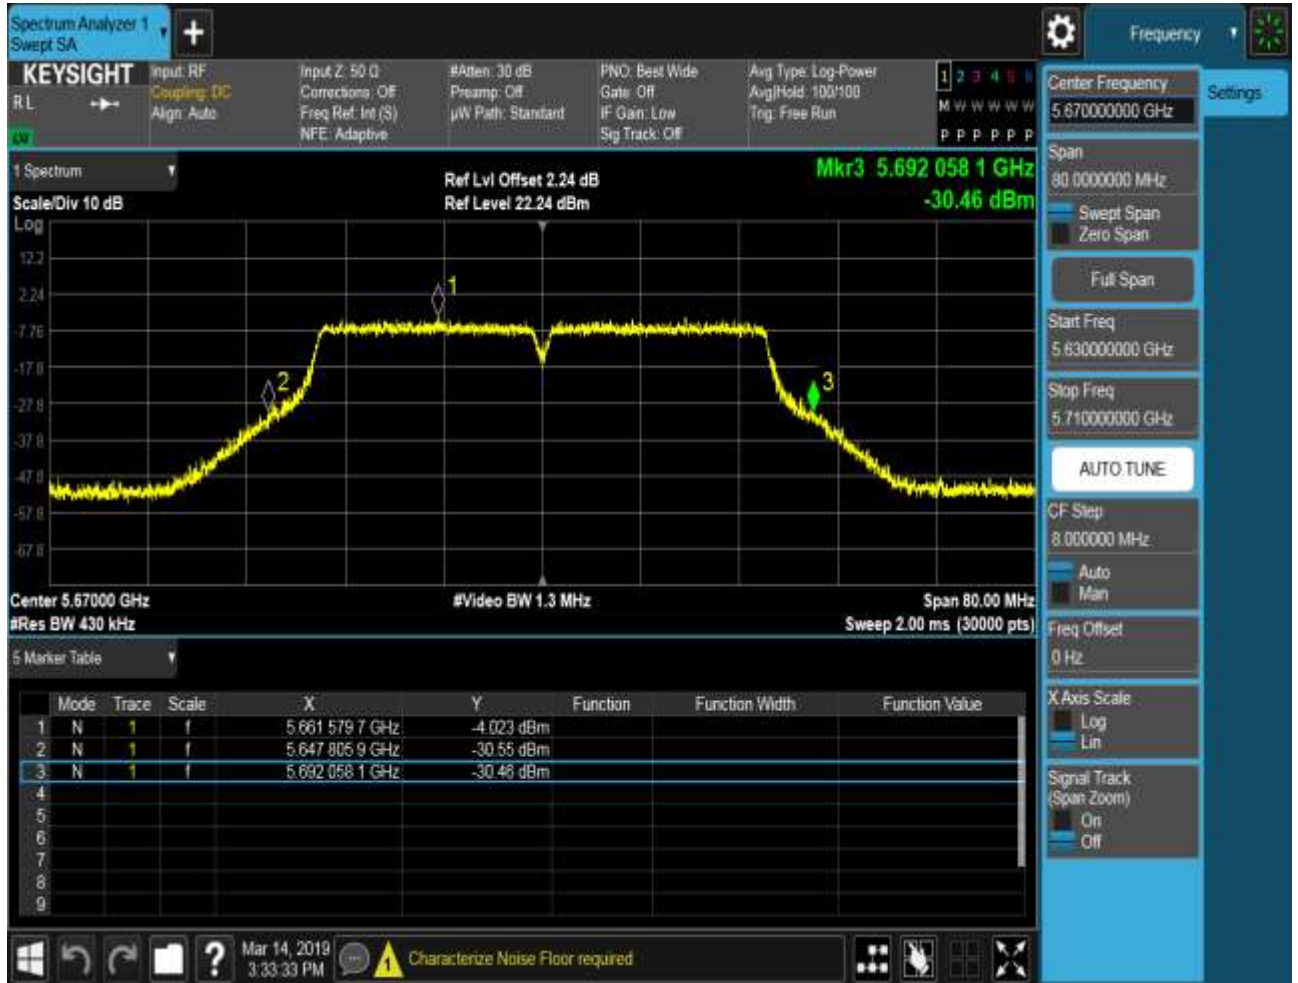 Spectrum Analyzer 1
Swept SA
+
Frequency
KEYSIGHT
RL
Input: RF
Coupling: DC
Align: Auto
Input Z: 50 Ω
Corrections: Off
Freq Ref: Int (S)
NFE: Adaptive
#Atten: 30 dB
Preamp: Off
µW Path: Standard
PNO: Best Wide
Gate: Off
IF Gain: Low
Sig Track: Off
Avg Type: Log-Power
Avg|Hold: 100/100
Trig: Free Run
1 2 3 4 5 6
M W W W W W
P P P P P P
1 Spectrum
Scale/Div 10 dB
Ref Lvl Offset 2.24 dB
Ref Level 22.24 dBm
Mkr3 5.692 058 1 GHz
-30.46 dBm
Log
12.2
2.24
-7.76
-17.8
-27.8
-37.8
-47.8
-57.8
-67.8
1
2
3
Center 5.67000 GHz
#Video BW 1.3 MHz
Span 80.00 MHz
#Res BW 430 kHz
Sweep 2.00 ms (30000 pts)
5 Marker Table
Mode Trace Scale X Y Function Function Width Function Value
1 N 1 f 5.661 579 7 GHz -4.023 dBm
2 N 1 f 5.647 805 9 GHz -30.55 dBm
3 N 1 f 5.692 058 1 GHz -30.46 dBm
4
5
6
7
8
9
Mar 14, 2019
3:33:33 PM
?
1
Characterize Noise Floor required
Center Frequency
5.670000000 GHz
Settings
Span
80.0000000 MHz
Swept Span
Zero Span
Full Span
Start Freq
5.630000000 GHz
Stop Freq
5.710000000 GHz
AUTO TUNE
CF Step
8.000000 MHz
Auto
Man
Freq Offset
0 Hz
X Axis Scale
Log
Lin
Signal Track
(Span Zoom)
On
Off